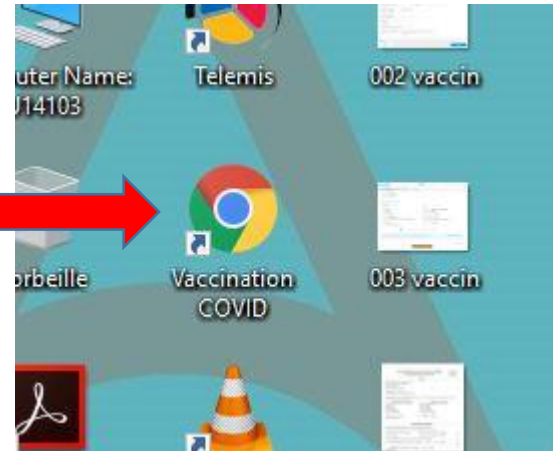 uter Name:
J14103
Telemis
002 vaccin
orbeille
Vaccination
COVID
003 vaccin